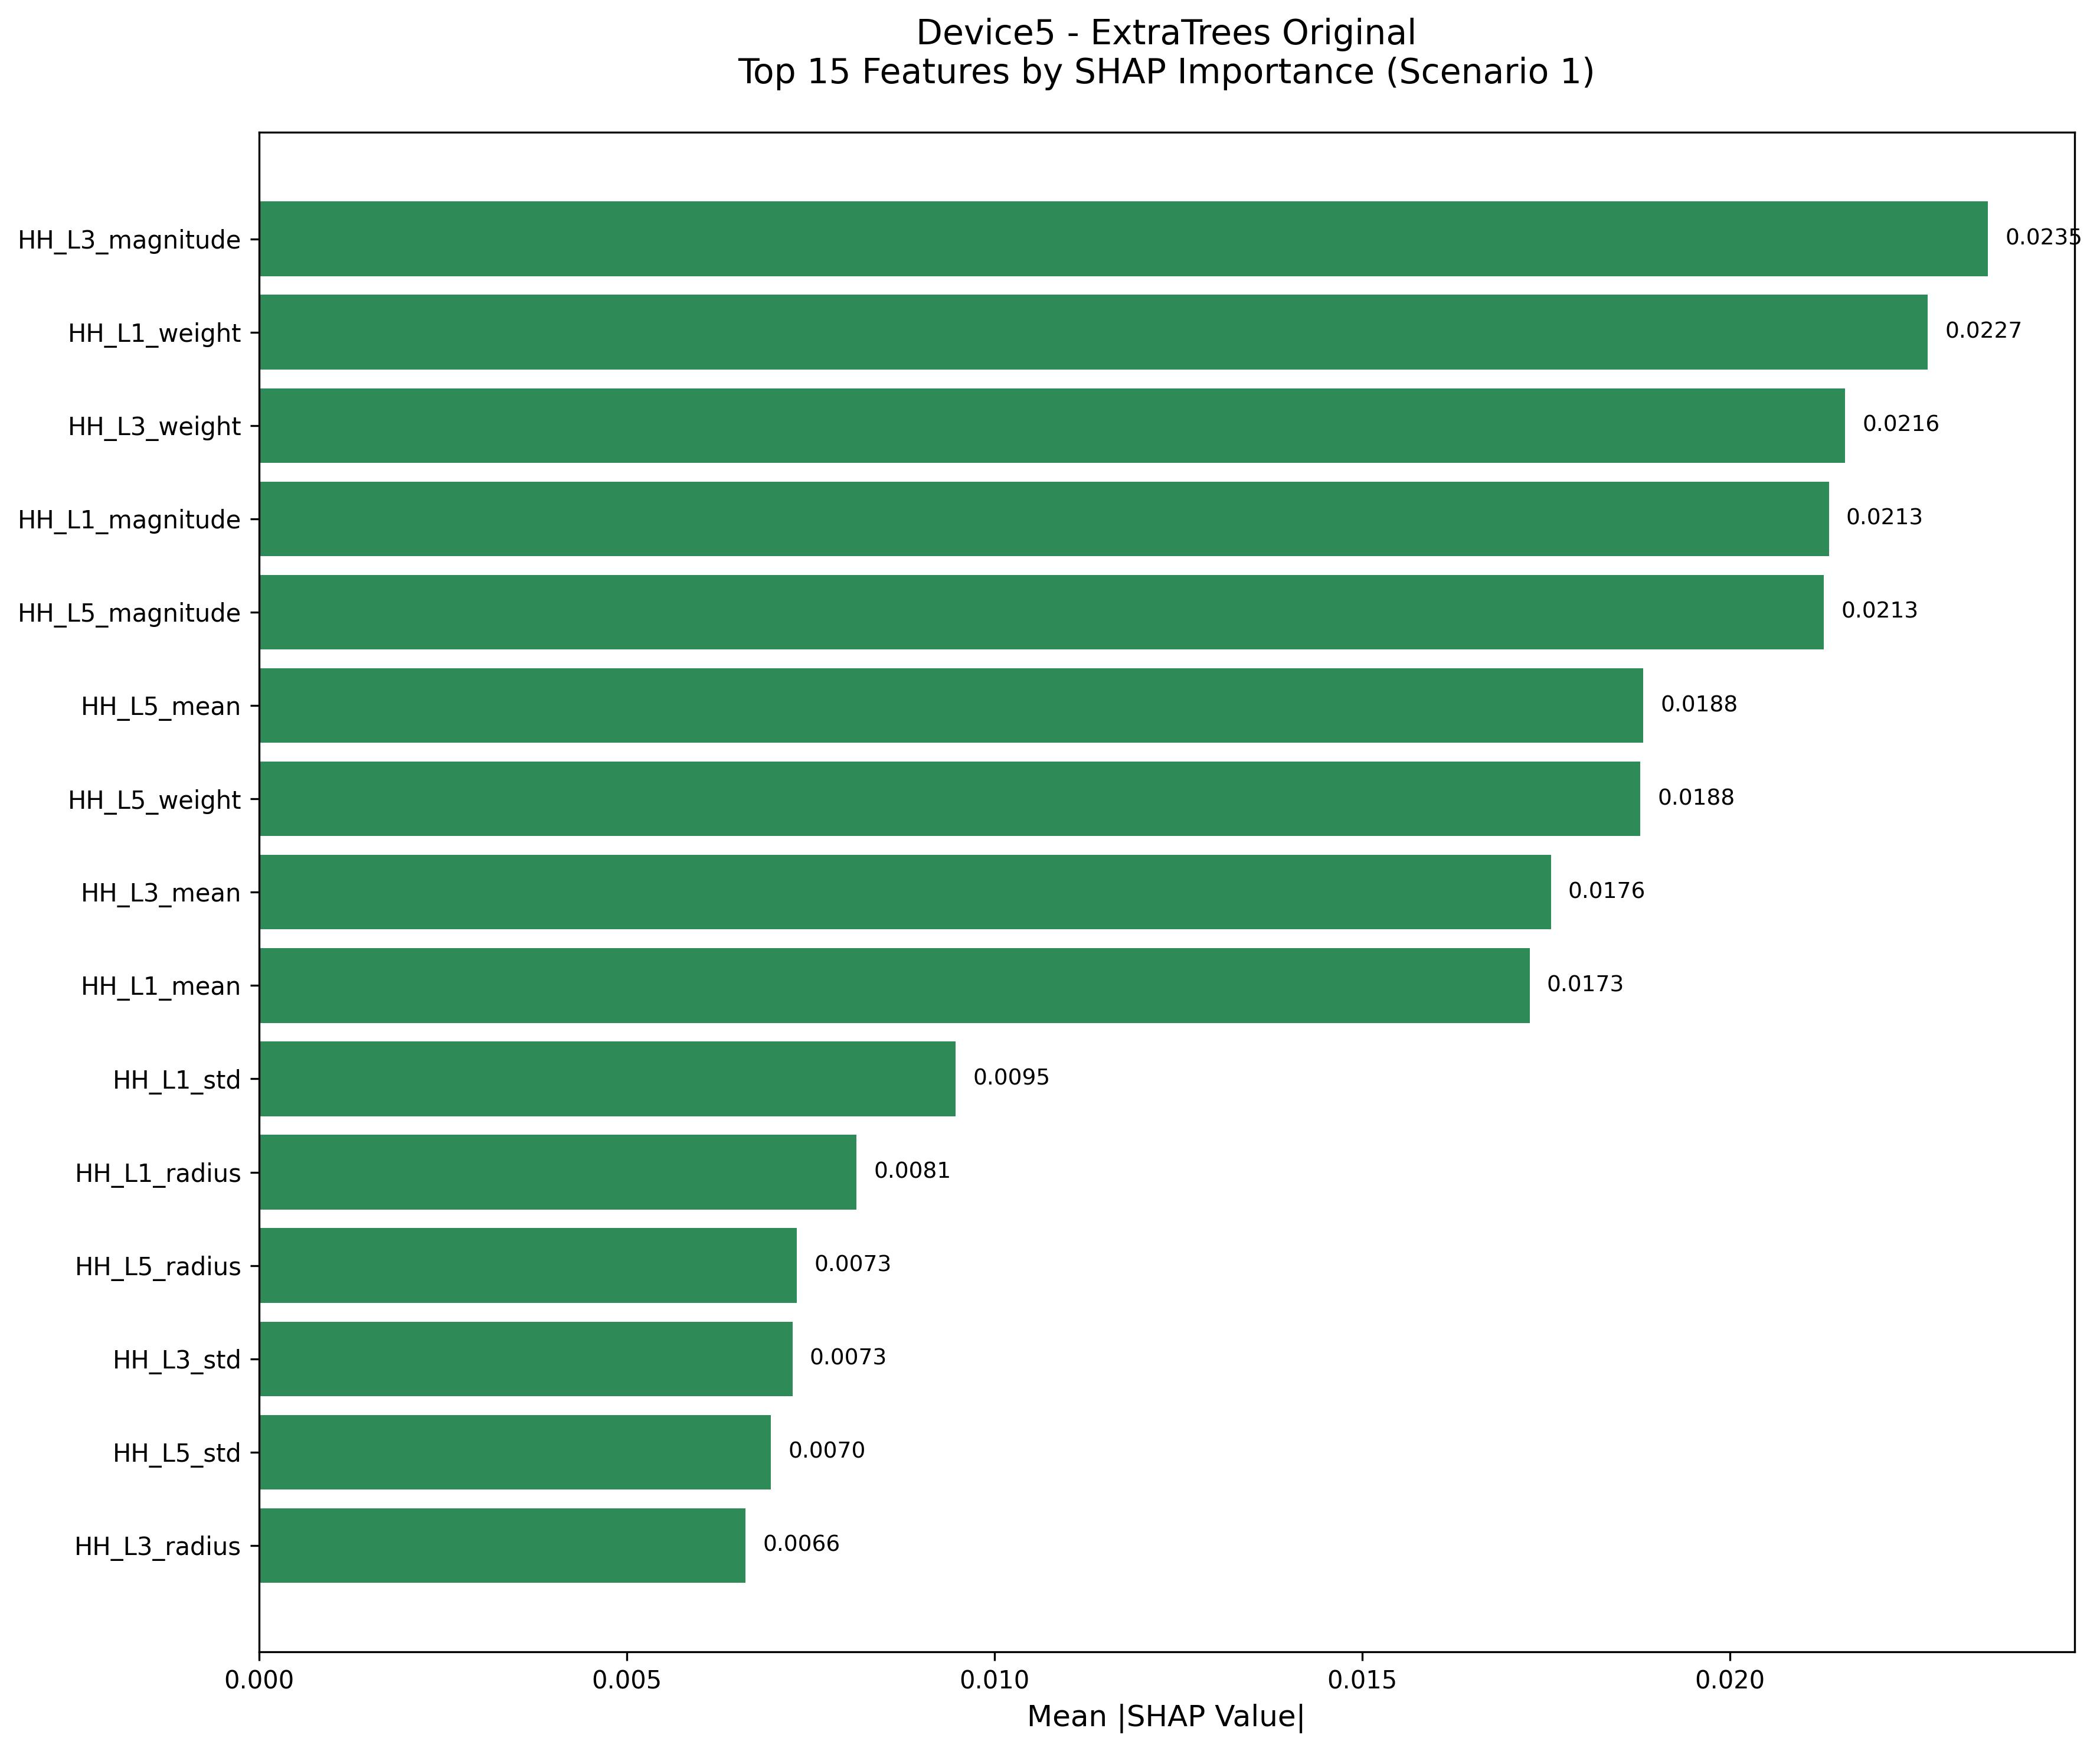 Device5 - ExtraTrees Original
Top 15 Features by SHAP Importance (Scenario 1)
HH_L3_magnitude 0.0235
HH_L1_weight 0.0227
HH_L3_weight 0.0216
HH_L1_magnitude 0.0213
HH_L5_magnitude 0.0213
HH_L5_mean 0.0188
HH_L5_weight 0.0188
HH_L3_mean 0.0176
HH_L1_mean 0.0173
HH_L1_std 0.0095
HH_L1_radius 0.0081
HH_L5_radius 0.0073
HH_L3_std 0.0073
HH_L5_std 0.0070
HH_L3_radius 0.0066
0.000 0.005 0.010 0.015 0.020
Mean |SHAP Value|